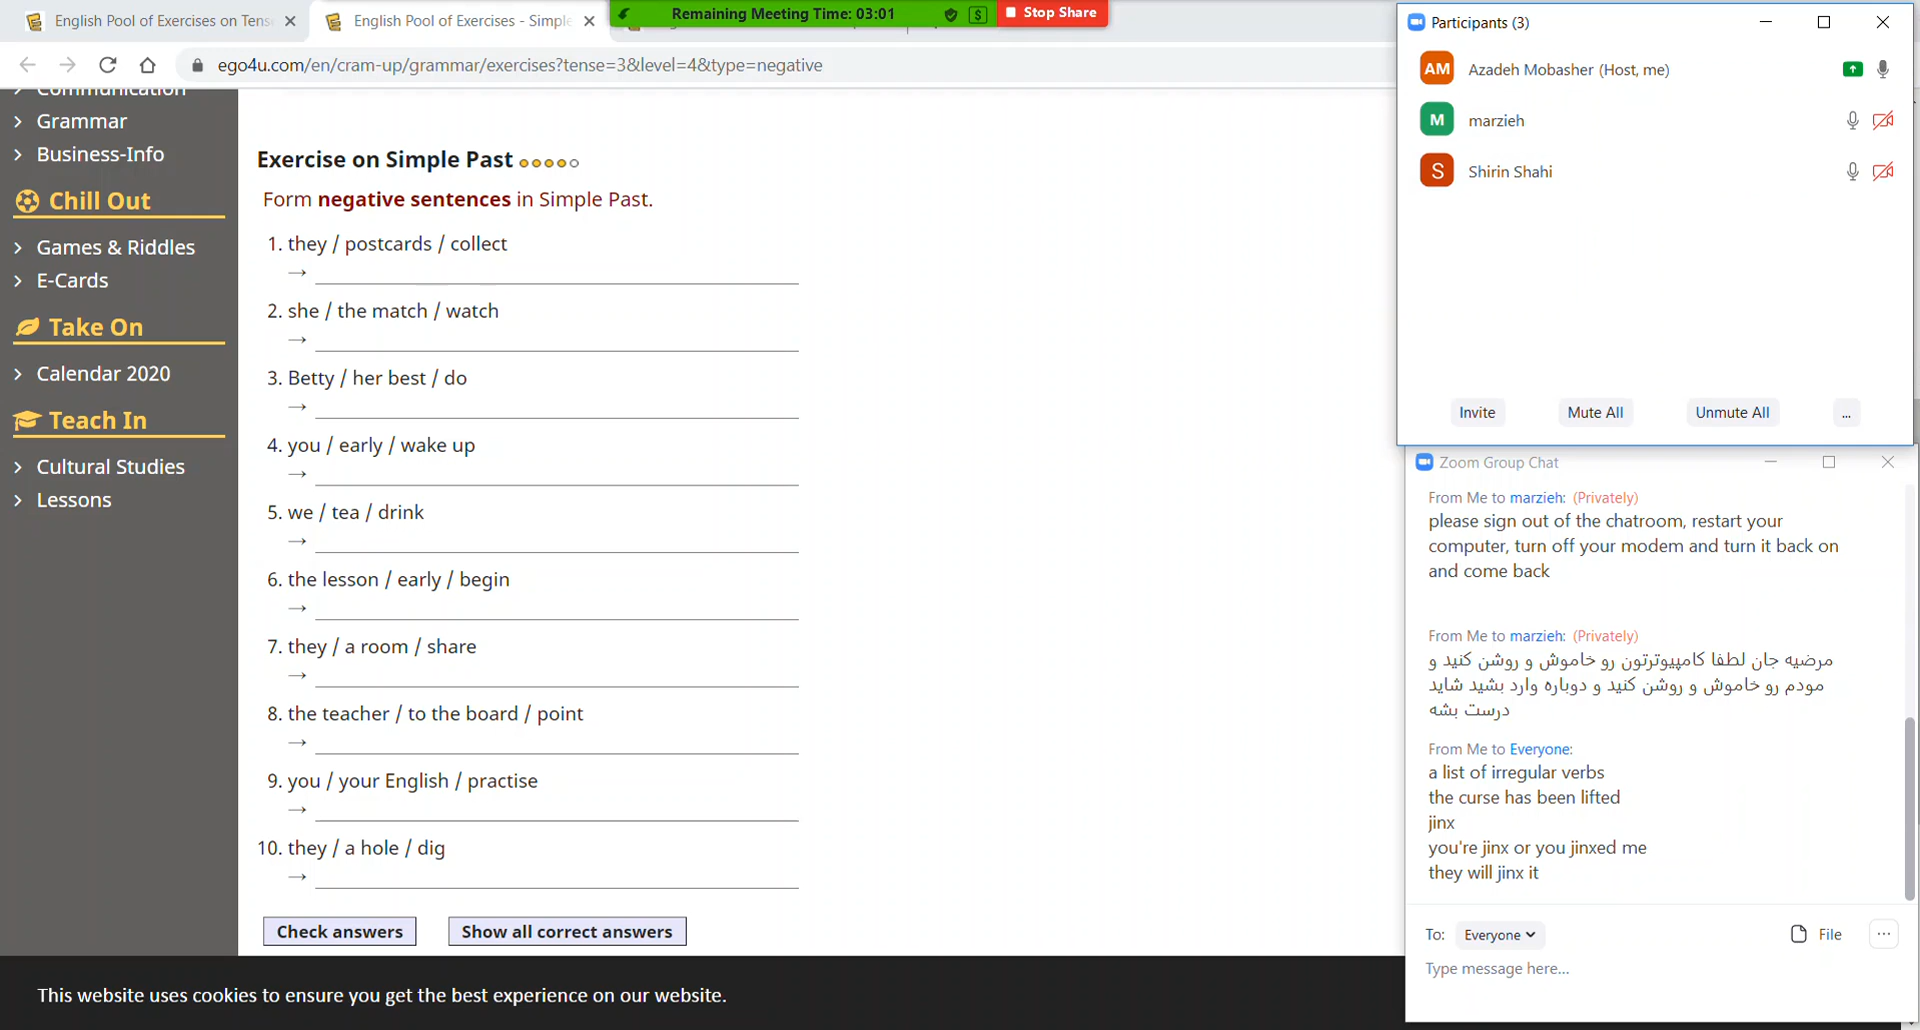 English Pool of Exercises on Tens
English Pool of Exercises - Simple
Remaining Meeting Time: 03:01
Stop Share
ego4u.com/en/cram-up/grammar/exercises?tense=3&level=4&type=negative
Communication
Grammar
Business-Info
Chill Out
Games & Riddles
E-Cards
Take On
Calendar 2020
Teach In
Cultural Studies
Lessons
Exercise on Simple Past
Form negative sentences in Simple Past.
1. they / postcards / collect
→
2. she / the match / watch
→
3. Betty / her best / do
→
4. you / early / wake up
→
5. we / tea / drink
→
6. the lesson / early / begin
→
7. they / a room / share
→
8. the teacher / to the board / point
→
9. you / your English / practise
→
10. they / a hole / dig
→
Check answers
Show all correct answers
This website uses cookies to ensure you get the best experience on our website.
Participants (3)
AM Azadeh Mobasher (Host, me)
M marzieh
S Shirin Shahi
Invite
Mute All
Unmute All
...
Zoom Group Chat
From Me to marzieh: (Privately)
please sign out of the chatroom, restart your
computer, turn off your modem and turn it back on
and come back
From Me to marzieh: (Privately)
مرضیه جان لطفا کامپیوترتون رو خاموش و روشن کنید و
مودم رو خاموش و روشن کنید و دوباره وارد بشید شاید
درست بشه
From Me to Everyone:
a list of irregular verbs
the curse has been lifted
jinx
you're jinx or you jinxed me
they will jinx it
To: Everyone
File
...
Type message here...